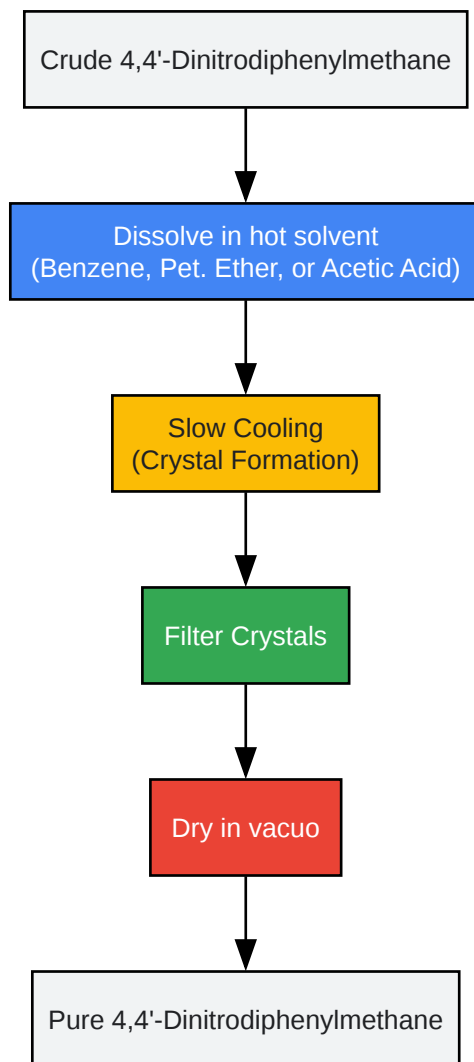 Crude 4,4'-Dinitrodiphenylmethane
Dissolve in hot solvent
(Benzene, Pet. Ether, or Acetic Acid)
Slow Cooling
(Crystal Formation)
Filter Crystals
Dry in vacuo
Pure 4,4'-Dinitrodiphenylmethane